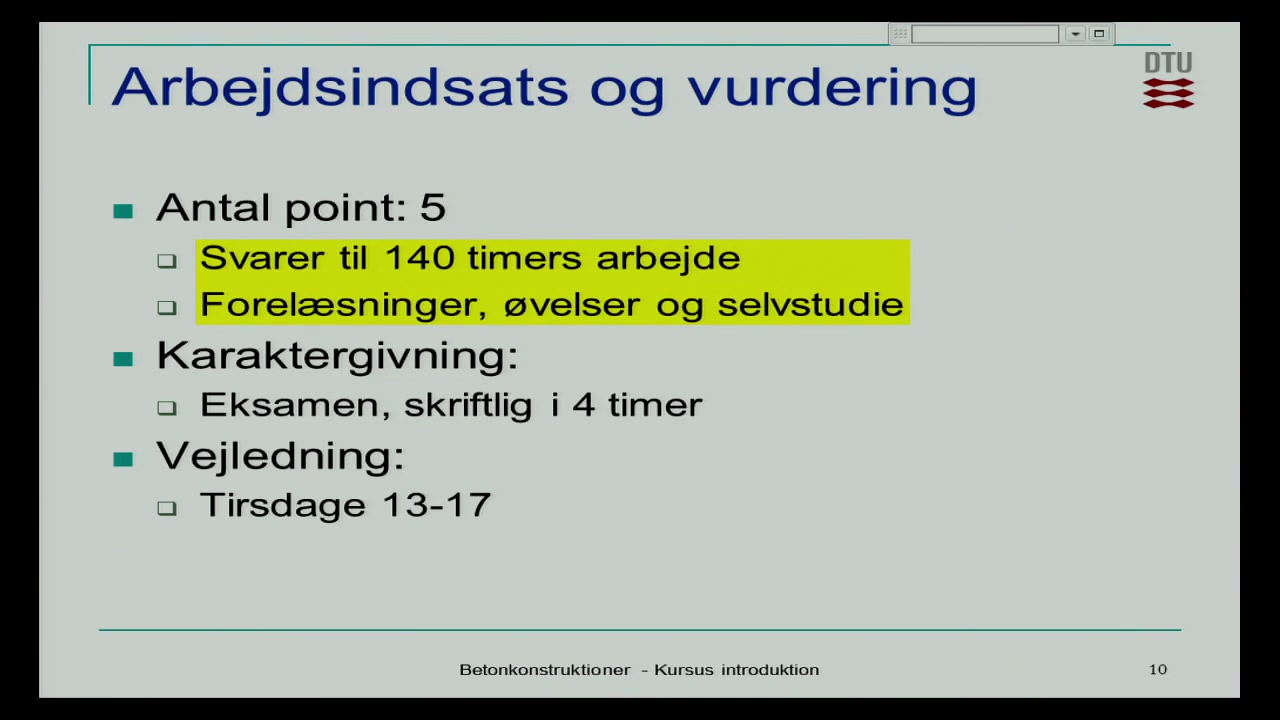 DTU
Arbejdsindsats og vurdering
Antal point: 5
Svarer til 140 timers arbejde
Forelæsninger, øvelser og selvstudie
Karaktergivning:
Eksamen, skriftlig i 4 timer
Vejledning:
Tirsdage 13-17
Betonkonstruktioner - Kursus introduktion
10